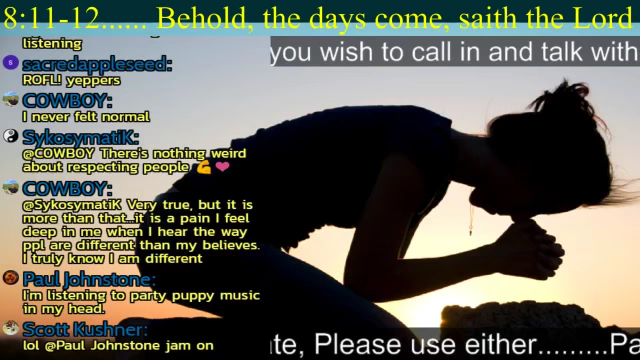 8:11-12...... Behold, the days come, saith the Lord
you wish to call in and talk with
listening
sacredappleseed:
ROFL! yeppers
COWBOY:
I never felt normal
SykosymatiK:
@COWBOY There's nothing weird
about respecting people 💪❤
COWBOY:
@SykosymatiK Very true, but it is
more than that...it is a pain I feel
deep in me when I hear the way
ppl are different than my believes.
I truly know I am different
Paul Johnstone:
I'm listening to party puppy music
in my head.
Scott Kushner:
lol @Paul Johnstone jam on
te, Please use either.........Pa